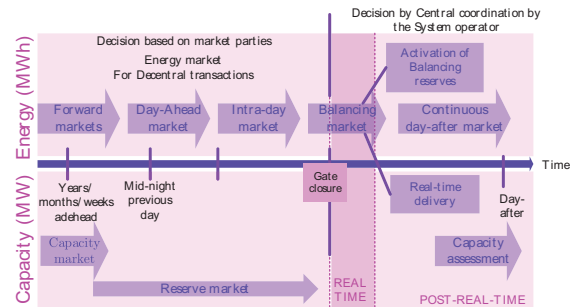 Decision by Central coordination by
the System operator
Decision based on market parties
Energy market
For Decentral transactions
Energy (MWh)
Activation of
Balancing
reserves
Forward
markets
Day-Ahead
market
Intra-day
market
Balancing
market
Continuous
day-after market
Time
Years/
months/weeks
adehead
Mid-night
previous
day
Gate
closure
Real-time
delivery
Day-
after
Capacity (MW)
Capacity
market
Capacity
assessment
Reserve market
REAL
TIME
POST-REAL-TIME